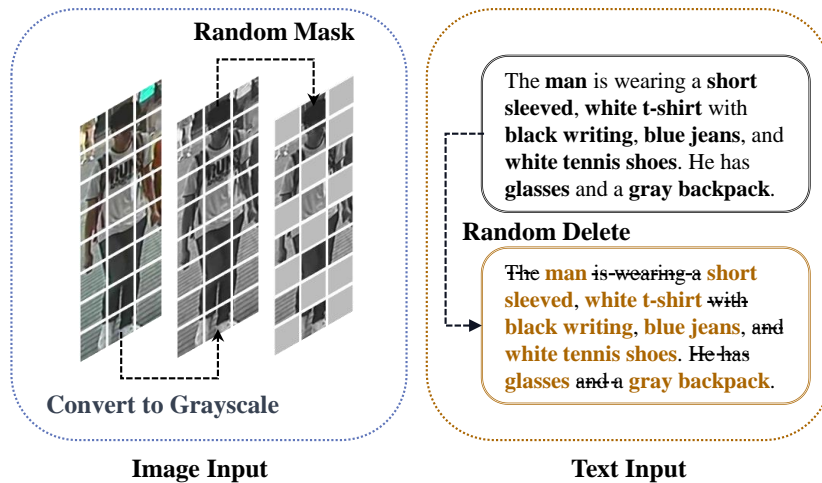 Random Mask
Convert to Grayscale
Image Input
The man is wearing a short
sleeved, white t-shirt with
black writing, blue jeans, and
white tennis shoes. He has
glasses and a gray backpack.
Random Delete
The man is wearing a short
sleeved, white t-shirt with
black writing, blue jeans, and
white tennis shoes. He has
glasses and a gray backpack.
Text Input